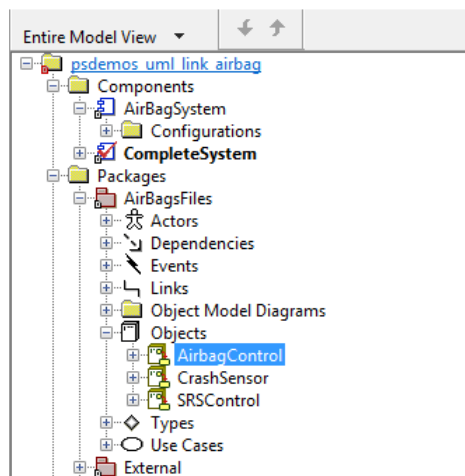 Entire Model View
psdemos_uml_link_airbag
Components
AirBagSystem
Configurations
CompleteSystem
Packages
AirBagsFiles
Actors
Dependencies
Events
Links
Object Model Diagrams
Objects
AirbagControl
CrashSensor
SRSControl
Types
Use Cases
External